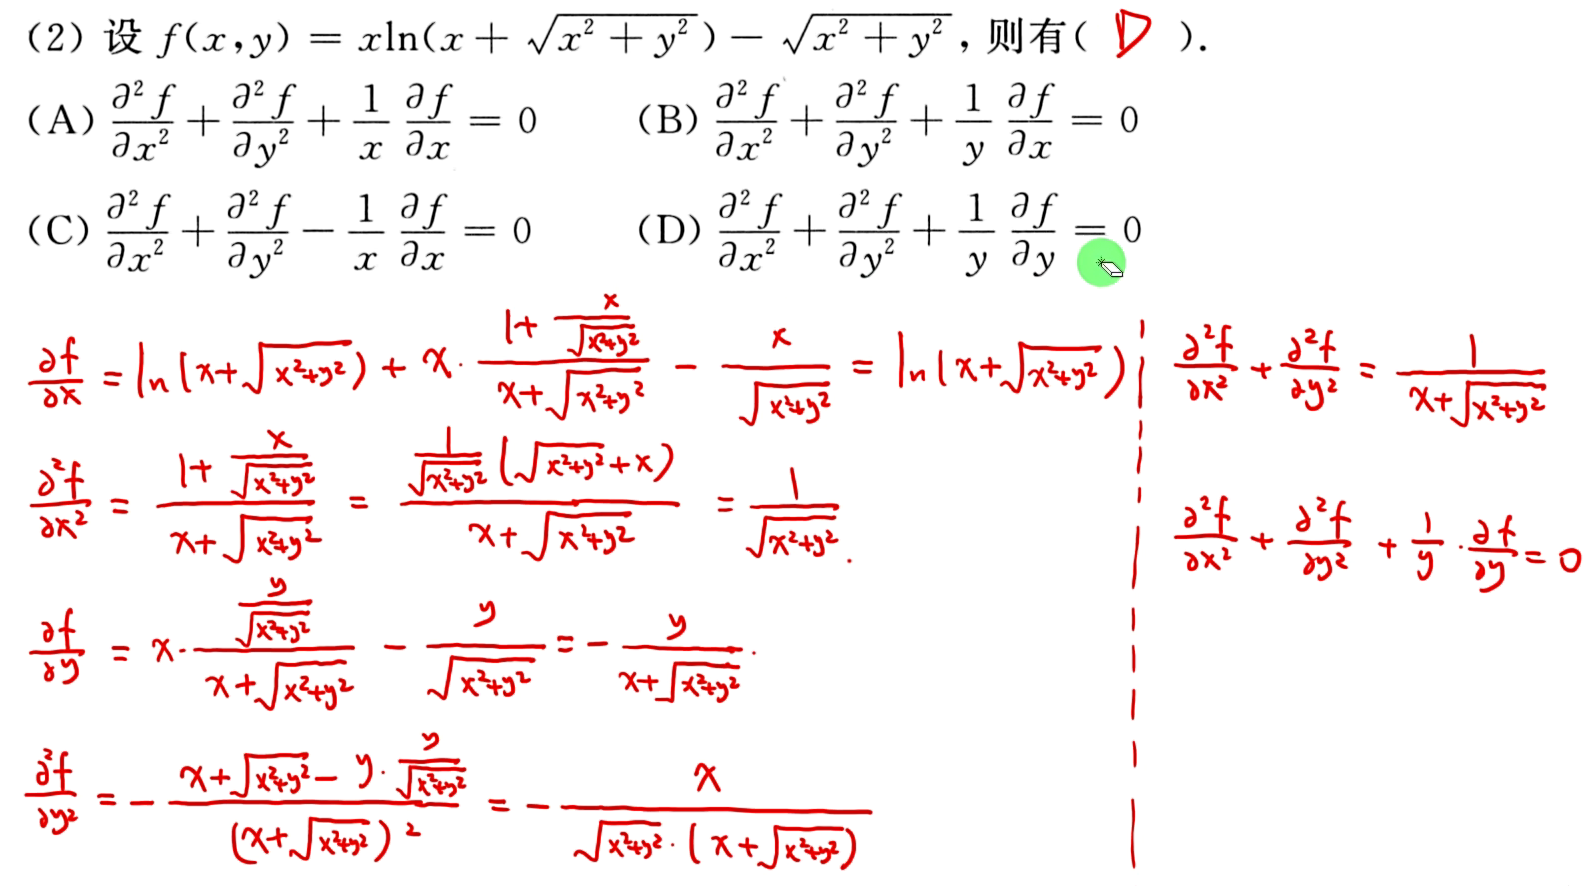 (2) 设 f(x,y) = xln(x + √(x² + y²)) − √(x² + y²), 则有( D ).
(A) ∂²f/∂x² + ∂²f/∂y² + 1/x ∂f/∂x = 0 (B) ∂²f/∂x² + ∂²f/∂y² + 1/y ∂f/∂x = 0
(C) ∂²f/∂x² + ∂²f/∂y² − 1/x ∂f/∂x = 0 (D) ∂²f/∂x² + ∂²f/∂y² + 1/y ∂f/∂y = 0
∂f/∂x = ln(x+√(x²+y²)) + x · (1 + x/√(x²+y²))/(x+√(x²+y²)) − x/√(x²+y²) = ln(x+√(x²+y²))
∂²f/∂x² = (1 + x/√(x²+y²))/(x+√(x²+y²)) = (1/√(x²+y²) (√(x²+y²)+x))/(x+√(x²+y²)) = 1/√(x²+y²).
∂f/∂y = x · (y/√(x²+y²))/(x+√(x²+y²)) − y/√(x²+y²) = − y/(x+√(x²+y²)).
∂²f/∂y² = − (x+√(x²+y²) − y · y/√(x²+y²))/(x+√(x²+y²))² = − x/(√(x²+y²) · (x+√(x²+y²)))
∂²f/∂x² + ∂²f/∂y² = 1/(x+√(x²+y²))
∂²f/∂x² + ∂²f/∂y² + 1/y · ∂f/∂y = 0